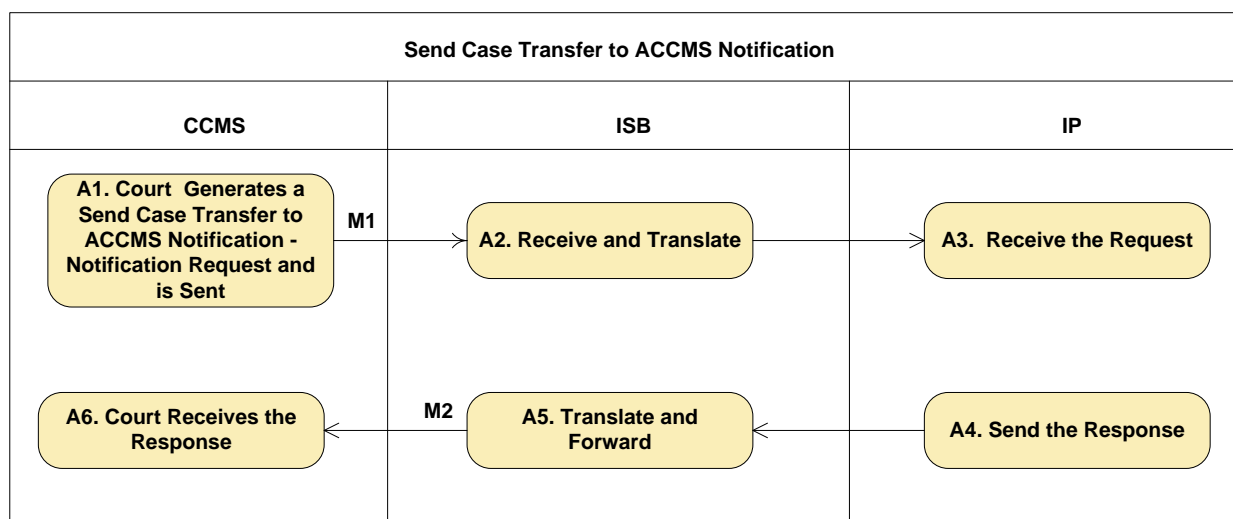 Send Case Transfer to ACCMS Notification
CCMS
ISB
IP
A1. Court Generates a
Send Case Transfer to
ACCMS Notification -
Notification Request and
is Sent
M1
A2. Receive and Translate
A3. Receive the Request
A6. Court Receives the
Response
M2
A5. Translate and
Forward
A4. Send the Response